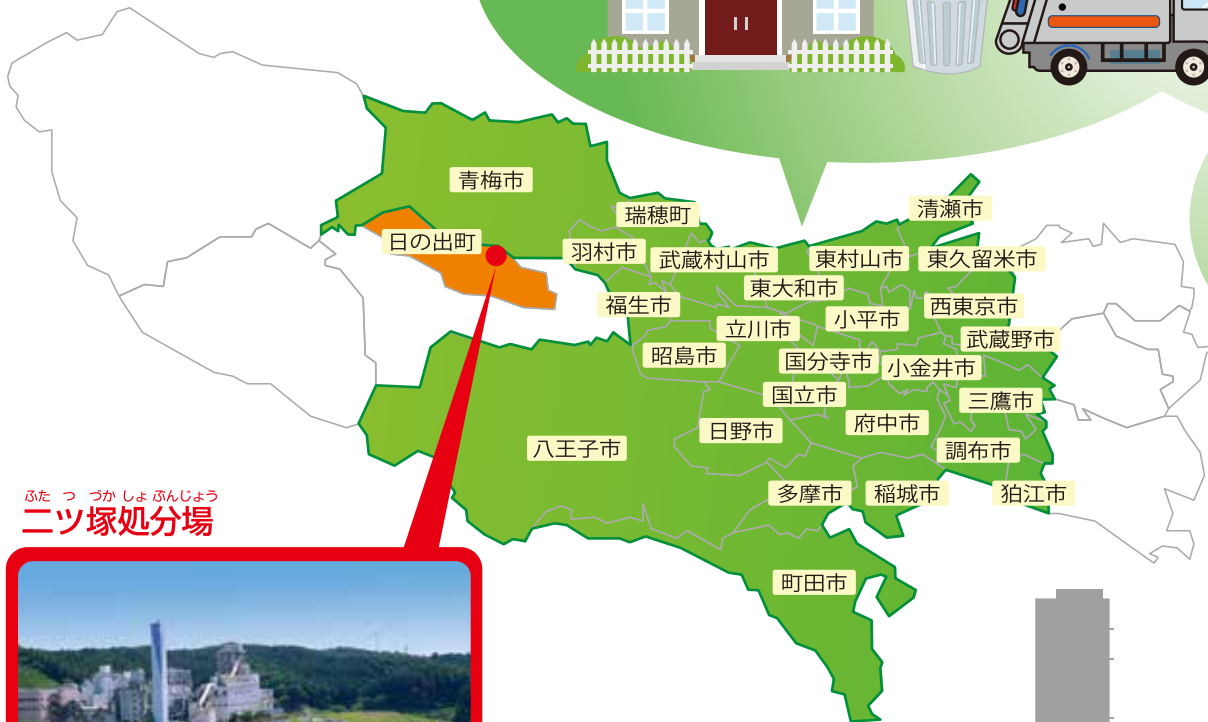 青梅市
瑞穂町
清瀬市
日の出町
羽村市
武蔵村山市
東村山市
東久留米市
東大和市
福生市
西東京市
立川市
小平市
武蔵野市
昭島市
国分寺市
小金井市
国立市
三鷹市
日野市
府中市
八王子市
調布市
多摩市
稲城市
狛江市
ふた つ づか しょ ぶんじょう
二ツ塚処分場
町田市